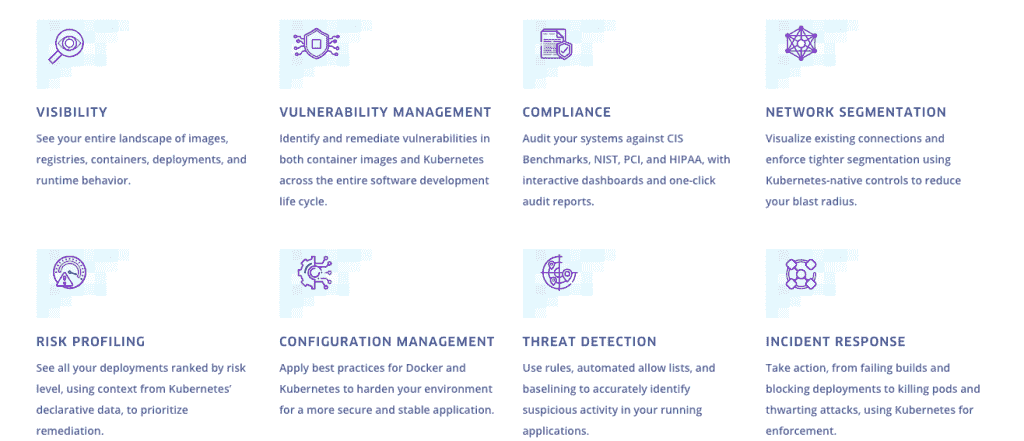 VISIBILITY
See your entire landscape of images,
registries, containers, deployments, and
runtime behavior.
VULNERABILITY MANAGEMENT
Identify and remediate vulnerabilities in
both container images and Kubernetes
across the entire software development
life cycle.
COMPLIANCE
Audit your systems against CIS
Benchmarks, NIST, PCI, and HIPAA, with
interactive dashboards and one-click
audit reports.
NETWORK SEGMENTATION
Visualize existing connections and
enforce tighter segmentation using
Kubernetes-native controls to reduce
your blast radius.
RISK PROFILING
See all your deployments ranked by risk
level, using context from Kubernetes’
declarative data, to prioritize
remediation.
CONFIGURATION MANAGEMENT
Apply best practices for Docker and
Kubernetes to harden your environment
for a more secure and stable application.
THREAT DETECTION
Use rules, automated allow lists, and
baselining to accurately identify
suspicious activity in your running
applications.
INCIDENT RESPONSE
Take action, from failing builds and
blocking deployments to killing pods and
thwarting attacks, using Kubernetes for
enforcement.